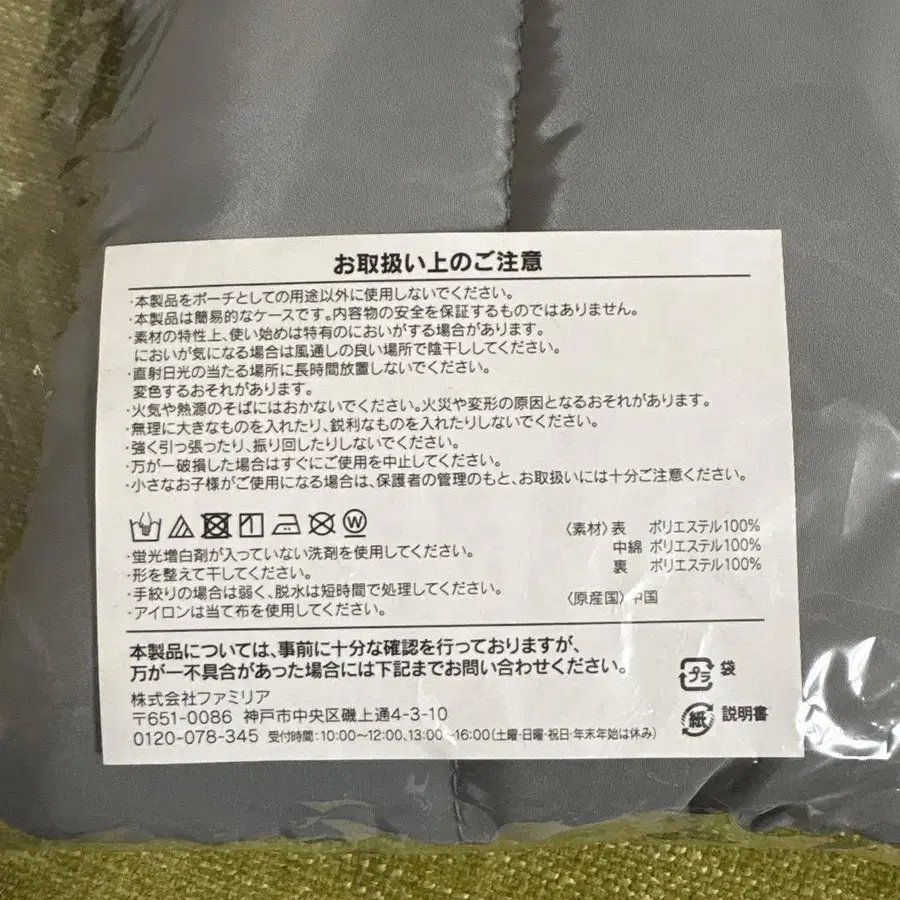 お取扱い上のご注意
・本製品をポーチとしての用途以外に使用しないでください。
・本製品は簡易的なケースです。内容物の安全を保証するものではありません。
・素材の特性上、使い始めは特有のにおいがする場合があります。
においが気になる場合は風通しの良い場所で陰干ししてください。
・直射日光の当たる場所に長時間放置しないでください。
変色するおそれがあります。
・火気や熱源のそばにはおかないでください。火災や変形の原因となるおそれがあります。
・無理に大きなものを入れたり、鋭利なものを入れたりしないでください。
・強く引っ張ったり、振り回したりしないでください。
・万が一破損した場合はすぐにご使用を中止してください。
・小さなお子様がご使用になる場合は、保護者の管理のもと、お取扱いには十分ご注意ください。
W
・蛍光増白剤が入っていない洗剤を使用してください。
・形を整えて干してください。
・手絞りの場合は弱く、脱水は短時間で処理してください。
・アイロンは当て布を使用してください。
〈素材〉表 ポリエステル100%
中綿 ポリエステル100%
裏 ポリエステル100%
〈原産国〉中国
本製品については、事前に十分な確認を行っておりますが、
万が一不具合があった場合には下記までお問い合わせください。
株式会社ファミリア
〒651-0086 神戸市中央区磯上通4-3-10
0120-078-345 受付時間：10:00〜12:00、13:00〜16:00（土曜・日曜・祝日・年末年始は休み）
プラ 袋
紙 説明書